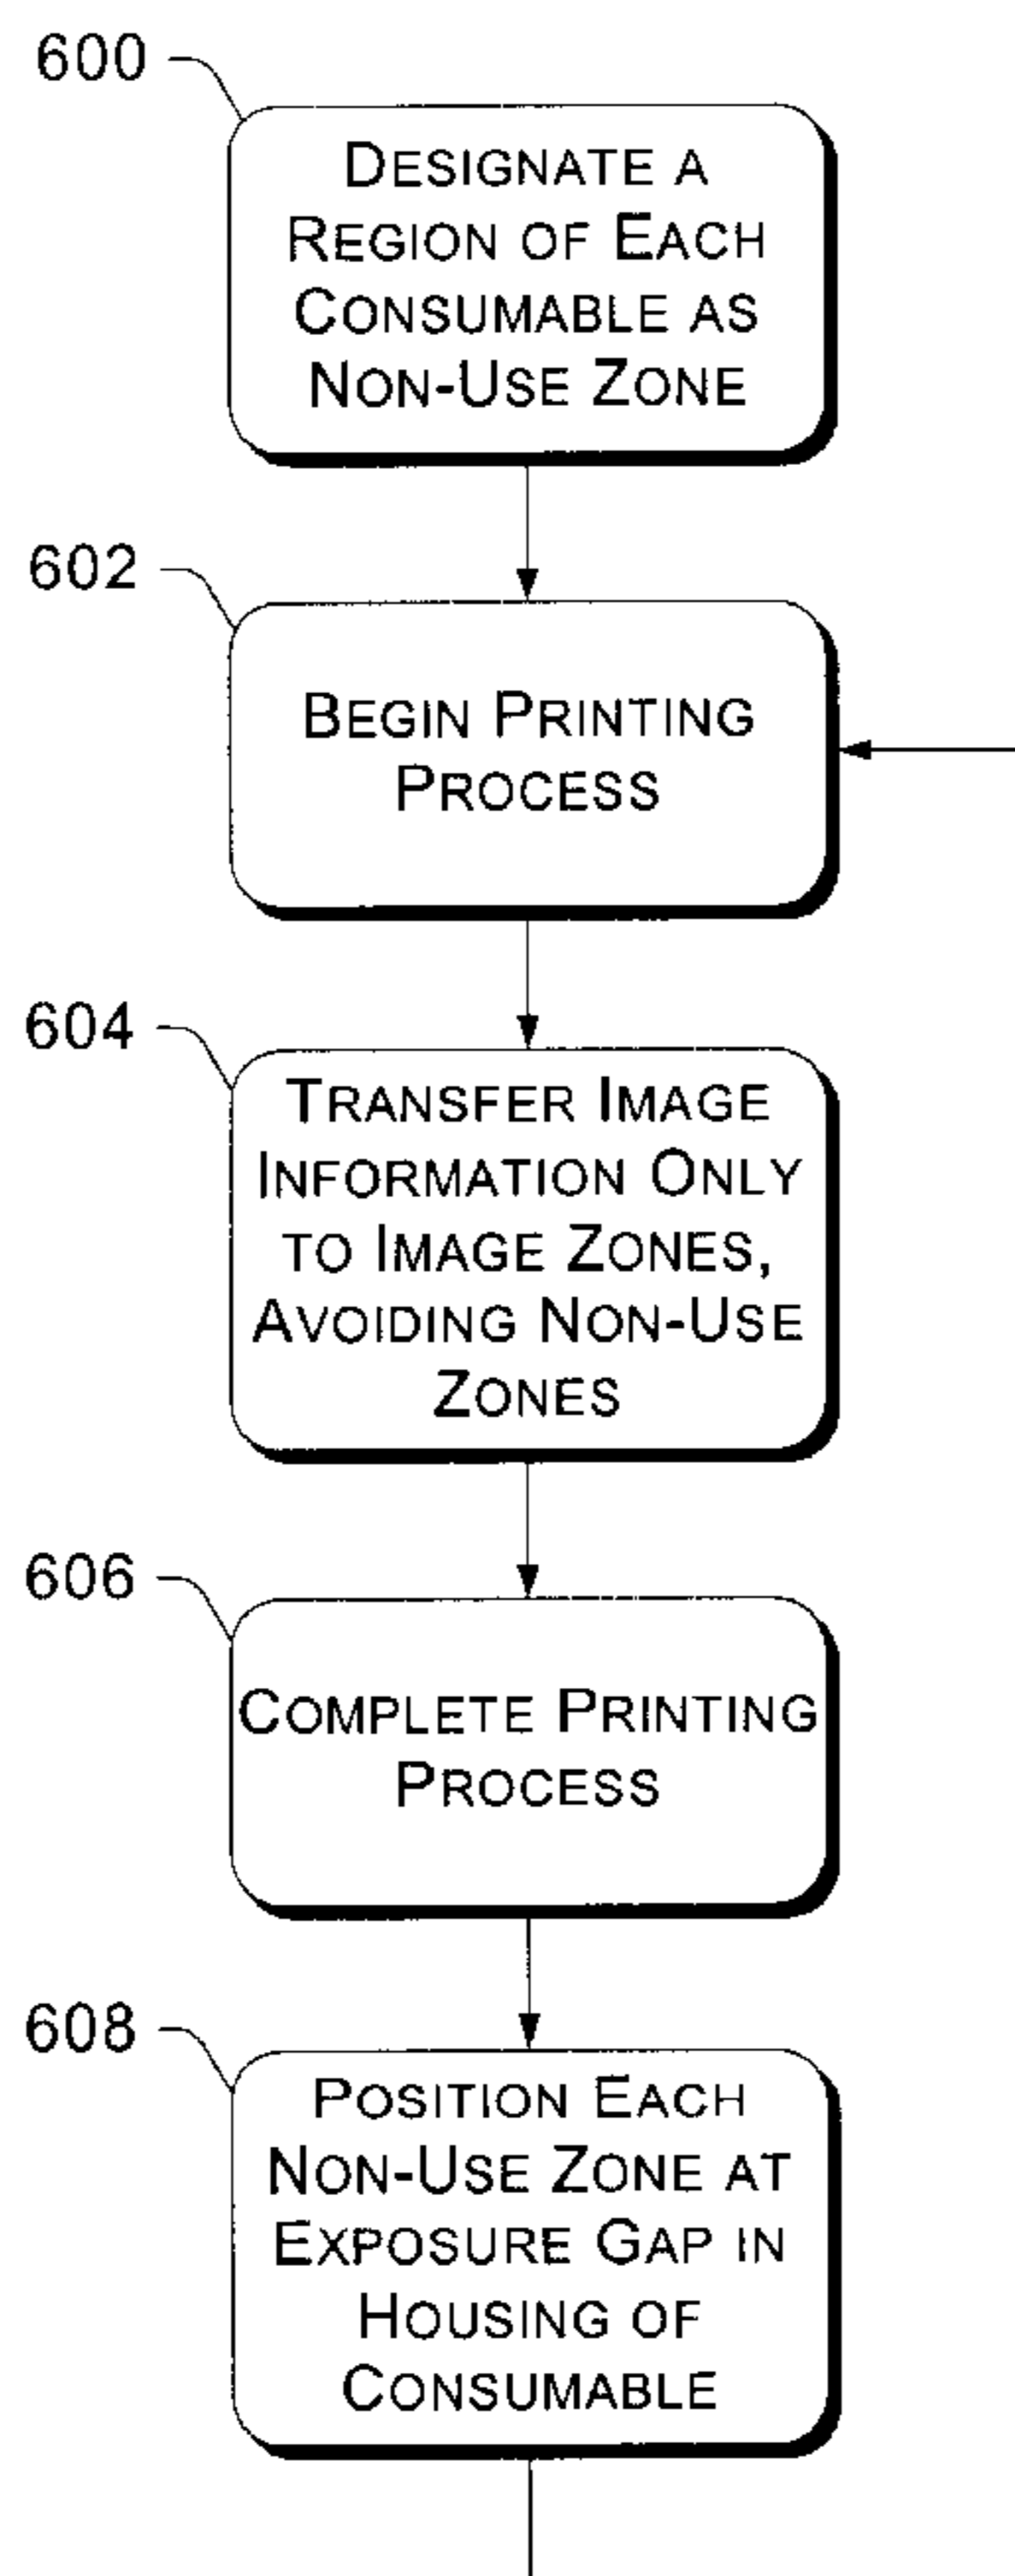 600
DESIGNATE A
REGION OF EACH
CONSUMABLE AS
NON-USE ZONE
602
BEGIN PRINTING
PROCESS
604
TRANSFER IMAGE
INFORMATION ONLY
TO IMAGE ZONES,
AVOIDING NON-USE
ZONES
606
COMPLETE PRINTING
PROCESS
608
POSITION EACH
NON-USE ZONE AT
EXPOSURE GAP IN
HOUSING OF
CONSUMABLE